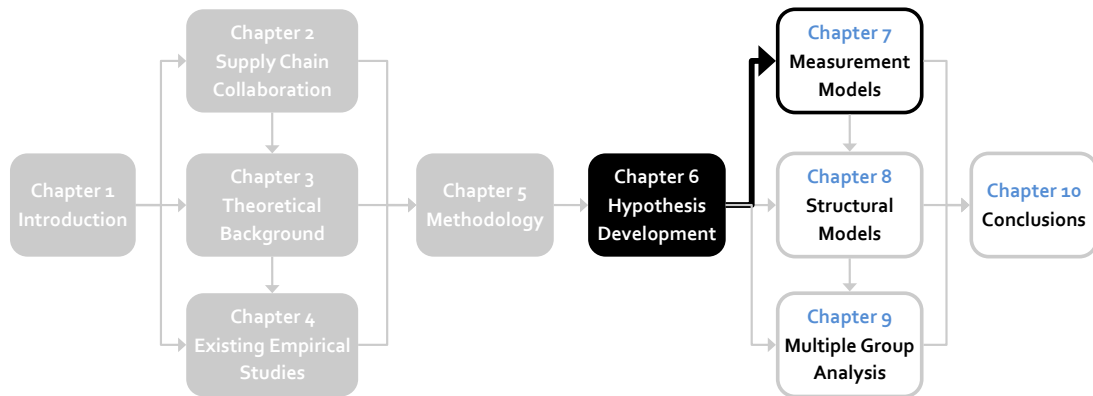 Chapter 1
Introduction
Chapter 2
Supply Chain
Collaboration
Chapter 3
Theoretical
Background
Chapter 4
Existing Empirical
Studies
Chapter 5
Methodology
Chapter 6
Hypothesis
Development
Chapter 7
Measurement
Models
Chapter 8
Structural
Models
Chapter 9
Multiple Group
Analysis
Chapter 10
Conclusions